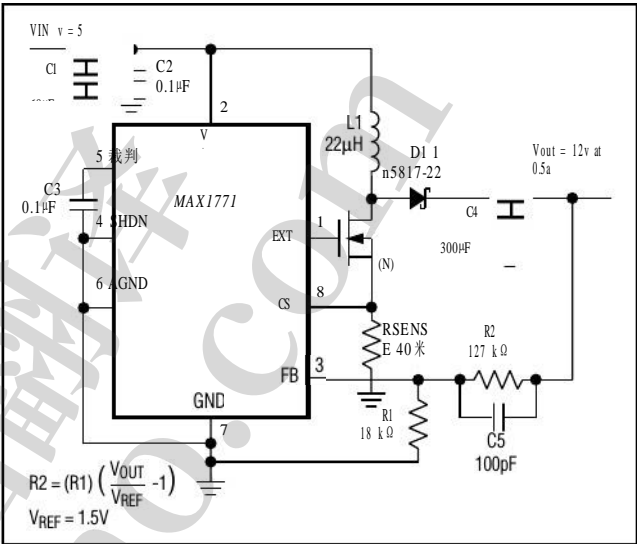 VIN v = 5
C1
C2
0.1µF
2
V
L1
22µH
D1 1
n5817-22
Vout = 12v at
0.5a
5 裁判
MAX1771
C3
0.1µF
4 SHDN
1
EXT
C4
300µF
(N)
6 AGND
8
CS
RSENS
E 40米
R2
127 kΩ
3
FB
GND
R1
18 kΩ
7
C5
100pF
R2 = (R1) ( VOUT / VREF -1 )
VREF = 1.5V